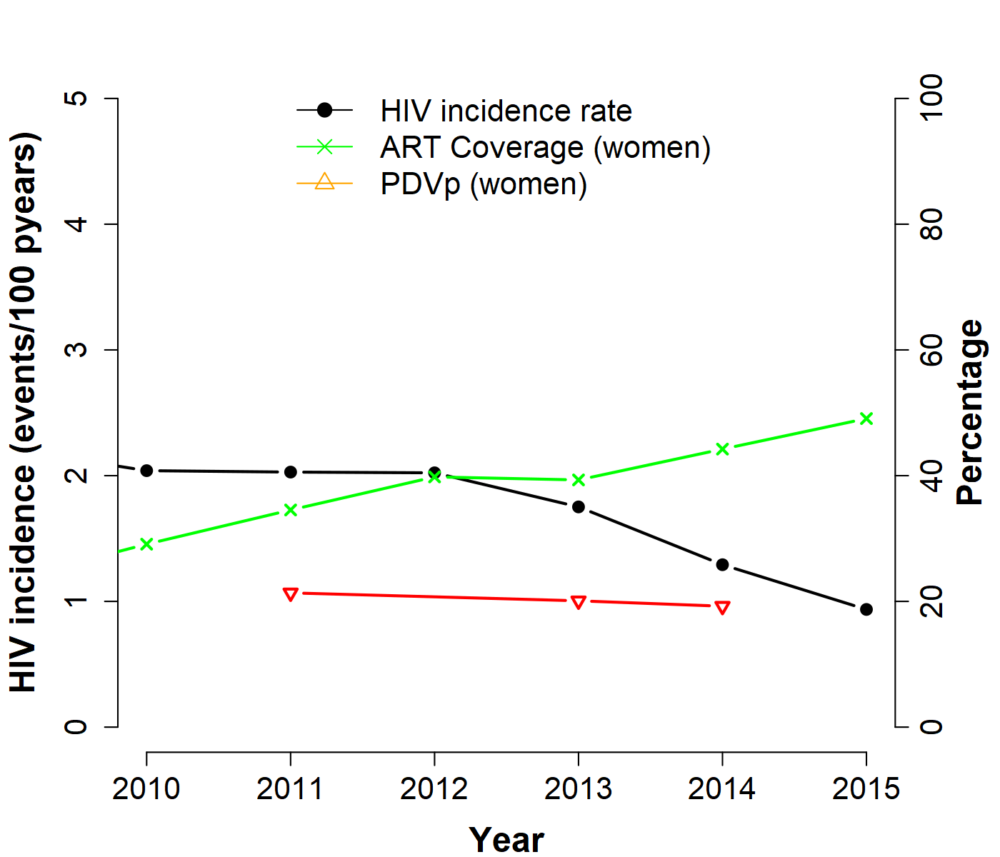 HIV incidence rate
ART Coverage (women)
PDVp (women)
HIV incidence (events/100 pyears)
5
4
3
2
1
0
100
80
60
40
20
0
Percentage
2010 2011 2012 2013 2014 2015
Year